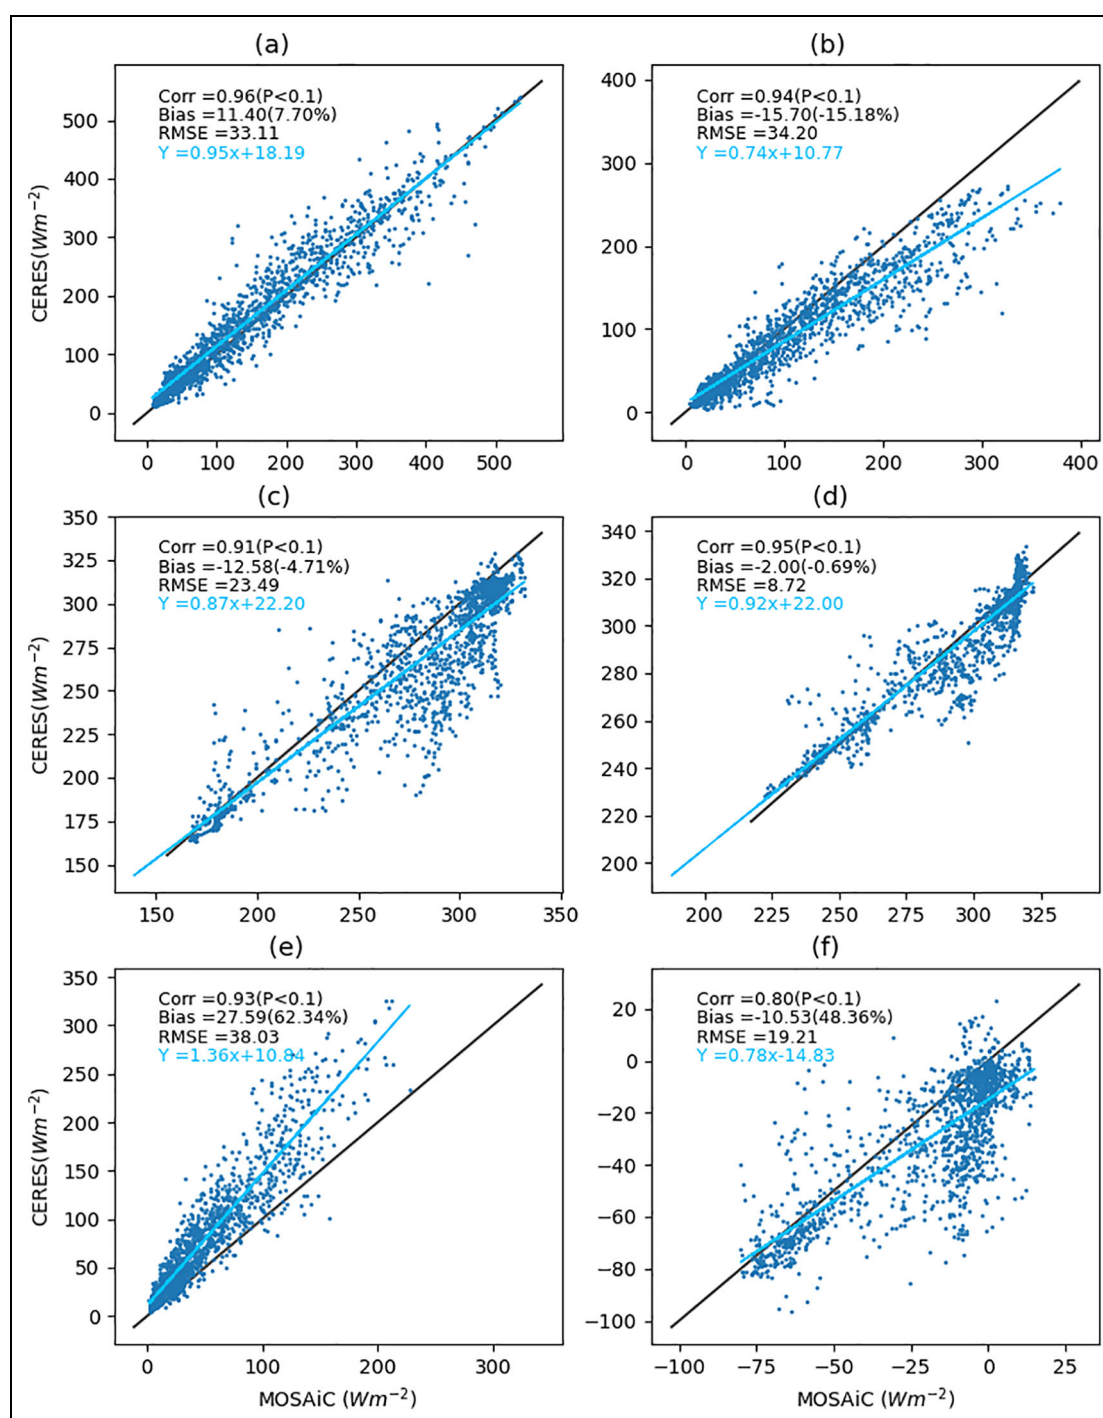 (a)
Corr =0.96(P<0.1)
Bias =11.40(7.70%)
RMSE =33.11
Y =0.95x+18.19
CERES(Wm⁻²)
500
400
300
200
100
0
0 100 200 300 400 500
(b)
Corr =0.94(P<0.1)
Bias =-15.70(-15.18%)
RMSE =34.20
Y =0.74x+10.77
400
300
200
100
0
0 100 200 300 400
(c)
Corr =0.91(P<0.1)
Bias =-12.58(-4.71%)
RMSE =23.49
Y =0.87x+22.20
CERES(Wm⁻²)
350
325
300
275
250
225
200
175
150
150 200 250 300 350
(d)
Corr =0.95(P<0.1)
Bias =-2.00(-0.69%)
RMSE =8.72
Y =0.92x+22.00
340
320
300
280
260
240
220
200
200 225 250 275 300 325
(e)
Corr =0.93(P<0.1)
Bias =27.59(62.34%)
RMSE =38.03
Y =1.36x+10.84
CERES(Wm⁻²)
350
300
250
200
150
100
50
0
0 100 200 300
MOSAiC (Wm⁻²)
(f)
Corr =0.80(P<0.1)
Bias =-10.53(48.36%)
RMSE =19.21
Y =0.78x-14.83
20
0
−20
−40
−60
−80
−100
−100 −75 −50 −25 0 25
MOSAiC (Wm⁻²)